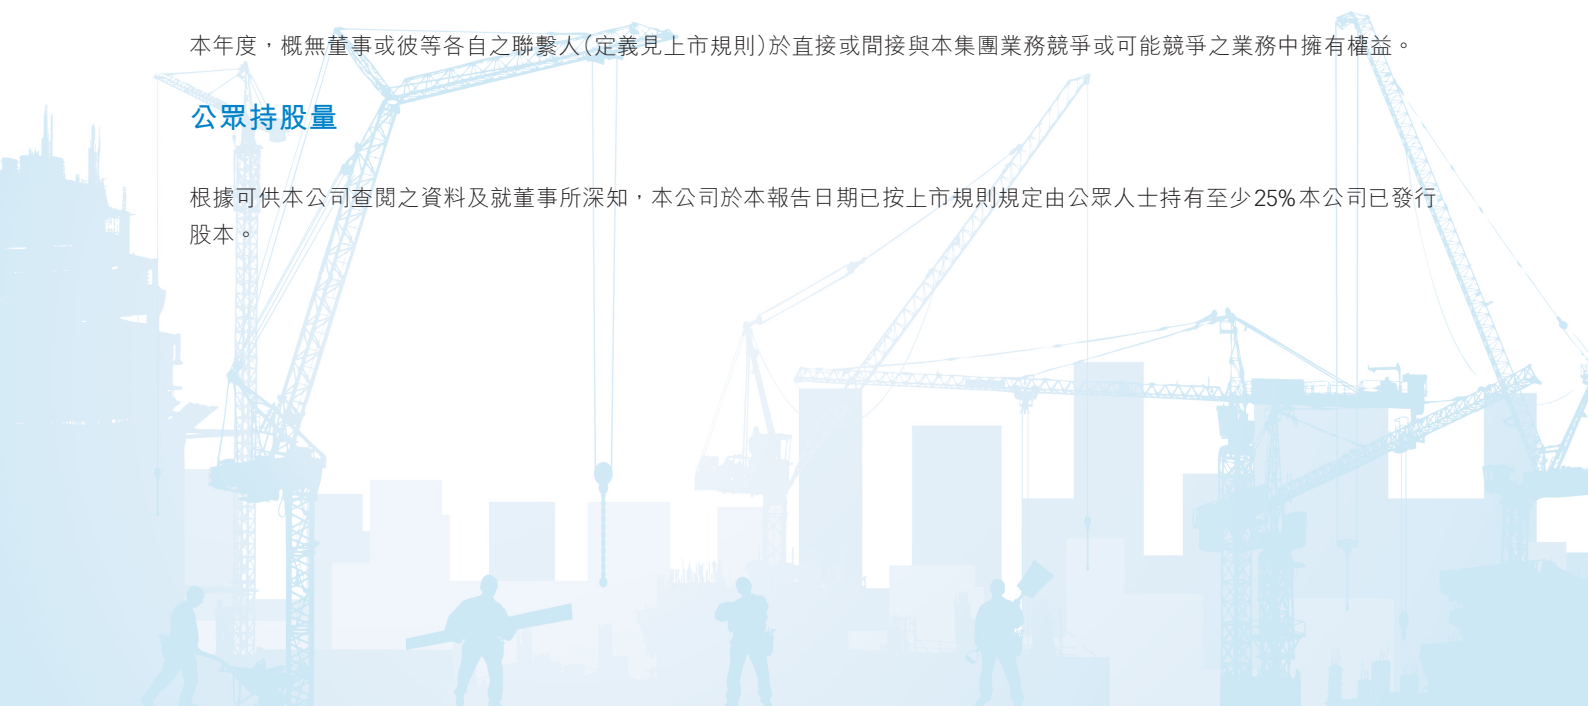 本年度，概無董事或彼等各自之聯繫人（定義見上市規則）於直接或間接與本集團業務競爭或可能競爭之業務中擁有權益。
公眾持股量
根據可供本公司查閱之資料及就董事所深知，本公司於本報告日期已按上市規則規定由公眾人士持有至少25%本公司已發行
股本。